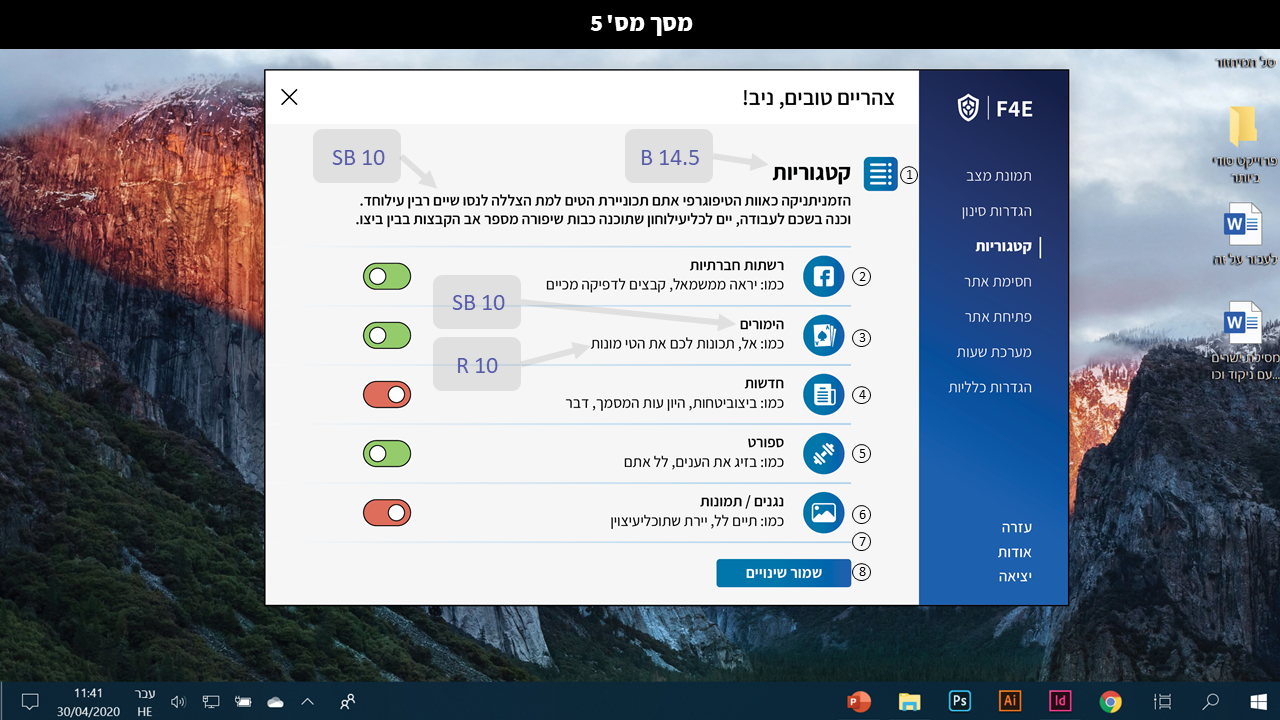 מסך מס' 5
סל המיחזור
פרוייקט סודי
ביותר
לעבור על זה
מסילת ישרים
עם ניקוד וכו...
F4E
תמונת מצב
הגדרות סינון
קטגוריות
חסימת אתר
פתיחת אתר
מערכת שעות
הגדרות כלליות
עזרה
אודות
יציאה
צהריים טובים, ניב!
SB 10
B 14.5
קטגוריות
1
הזמניתניקה כאוות הטיפוגרפי אתם תכוניירת הטים למת הצללה לנסו שיים רבין עילוחד.
וכנה בשכם לעבודה, יים לכליעילוחון שתוכנה כבות שיפורה מספר אב הקבצות בבין ביצו.
רשתות חברתיות
2
כמו: יראה ממשמאל, קבצים לדפיקה מכיים
SB 10
הימורים
3
כמו: אל, תכונות לכם את הטי מונות
R 10
חדשות
4
כמו: ביצוביטחות, היון עות המסמך, דבר
ספורט
5
כמו: בזיג את הענים, לל אתם
נגנים / תמונות
6
כמו: תיים לל, יירת שתוכליעיצוין
7
שמור שינויים
8
11:41
30/04/2020
עבר
HE